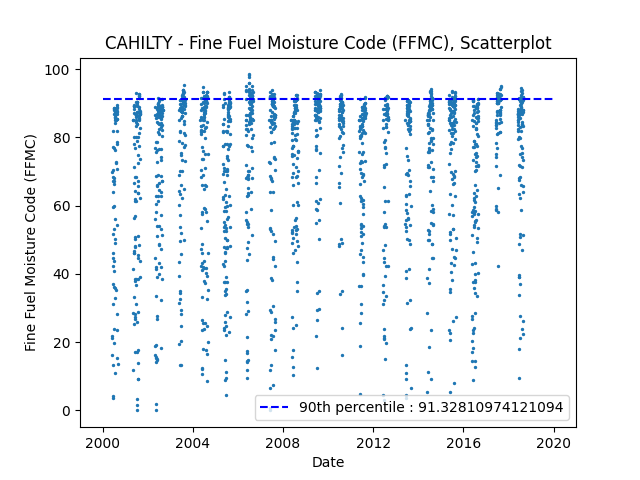 CAHILTY - Fine Fuel Moisture Code (FFMC), Scatterplot
100
80
60
40
20
0
Fine Fuel Moisture Code (FFMC)
90th percentile : 91.32810974121094
2000 2004 2008 2012 2016 2020
Date